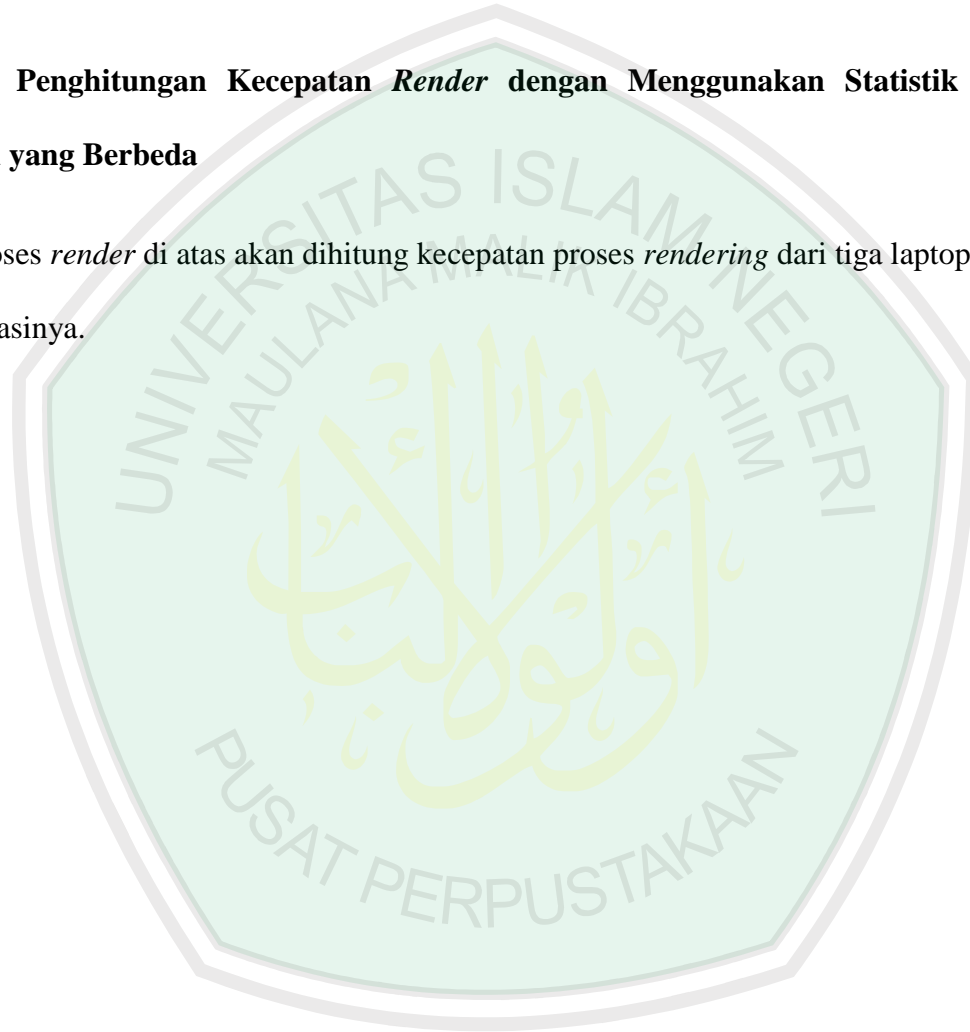 Penghitungan Kecepatan Render dengan Menggunakan Statistik
yang Berbeda
oses render di atas akan dihitung kecepatan proses rendering dari tiga laptop
asinya.
UNIVERSITAS ISLAM NEGERI
MAULANA MALIK IBRAHIM
PUSAT PERPUSTAKAAN